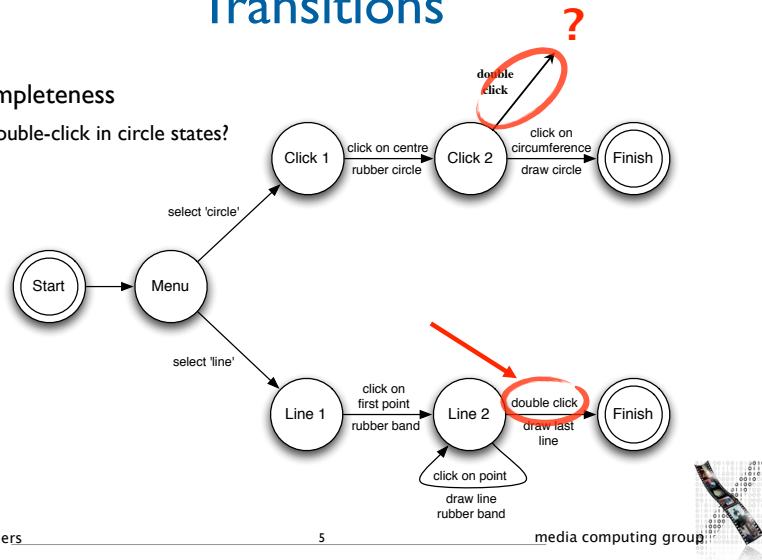 Transitions
?
mpleteness
ouble-click in circle states?
double
click
Click 1
click on centre
rubber circle
Click 2
click on
circumference
draw circle
Finish
select 'circle'
Start
Menu
select 'line'
Line 1
click on
first point
rubber band
Line 2
double click
draw last
line
Finish
click on point
draw line
rubber band
ers
5
media computing group